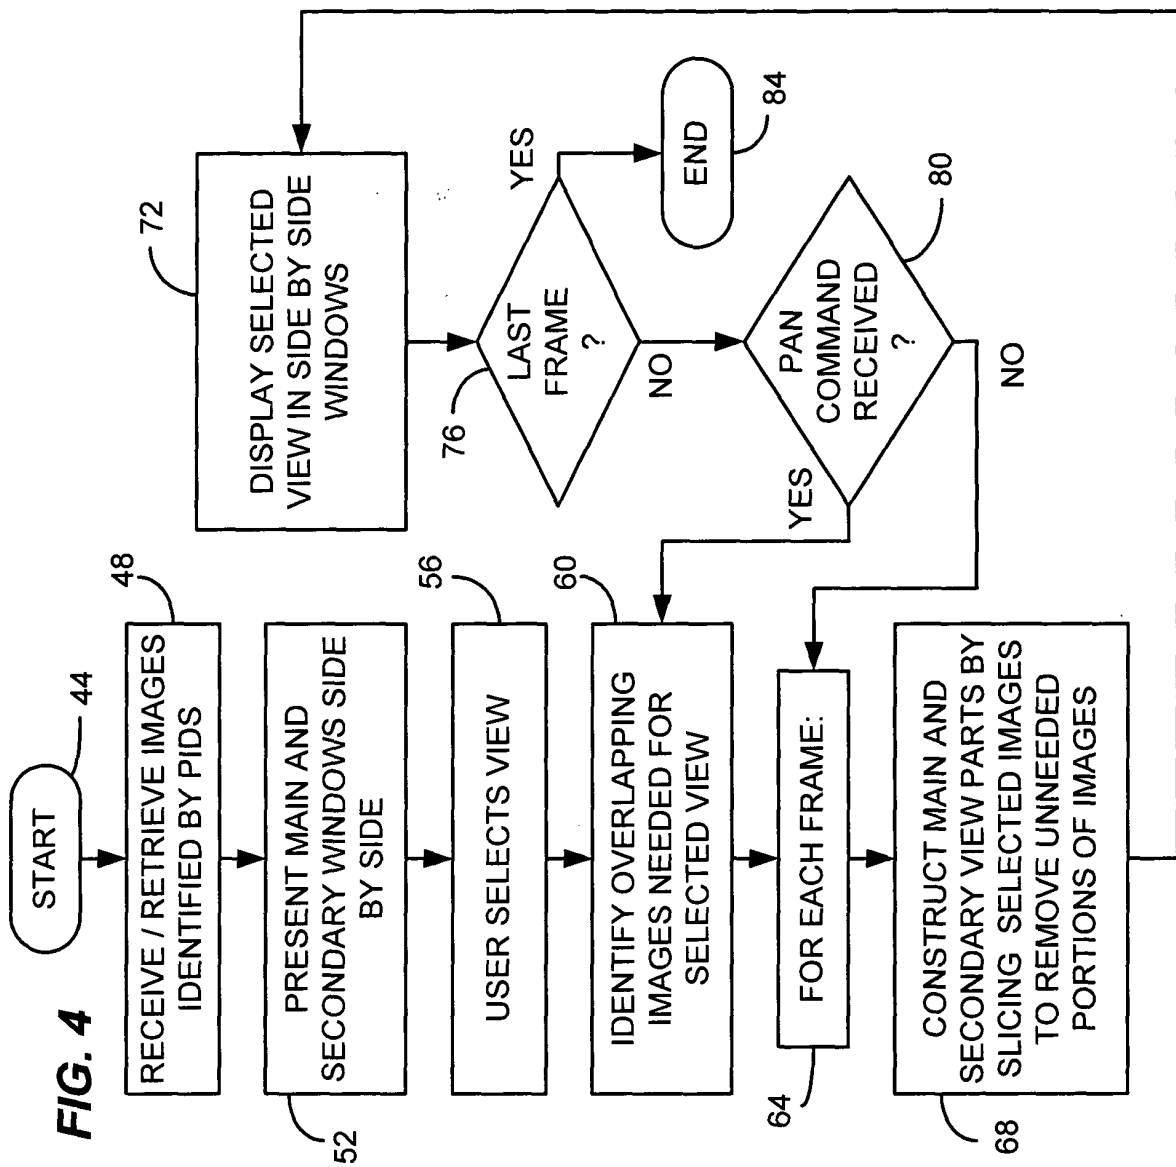 FIG. 4
START
44
RECEIVE / RETRIEVE IMAGES
IDENTIFIED BY PIDS
48
PRESENT MAIN AND
SECONDARY WINDOWS SIDE
BY SIDE
52
USER SELECTS VIEW
56
IDENTIFY OVERLAPPING
IMAGES NEEDED FOR
SELECTED VIEW
60
FOR EACH FRAME:
64
CONSTRUCT MAIN AND
SECONDARY VIEW PARTS BY
SLICING SELECTED IMAGES
TO REMOVE UNNEEDED
PORTIONS OF IMAGES
68
72
DISPLAY SELECTED
VIEW IN SIDE BY SIDE
WINDOWS
76
LAST
FRAME
?
YES
NO
END
84
PAN
COMMAND
RECEIVED
?
80
YES
NO